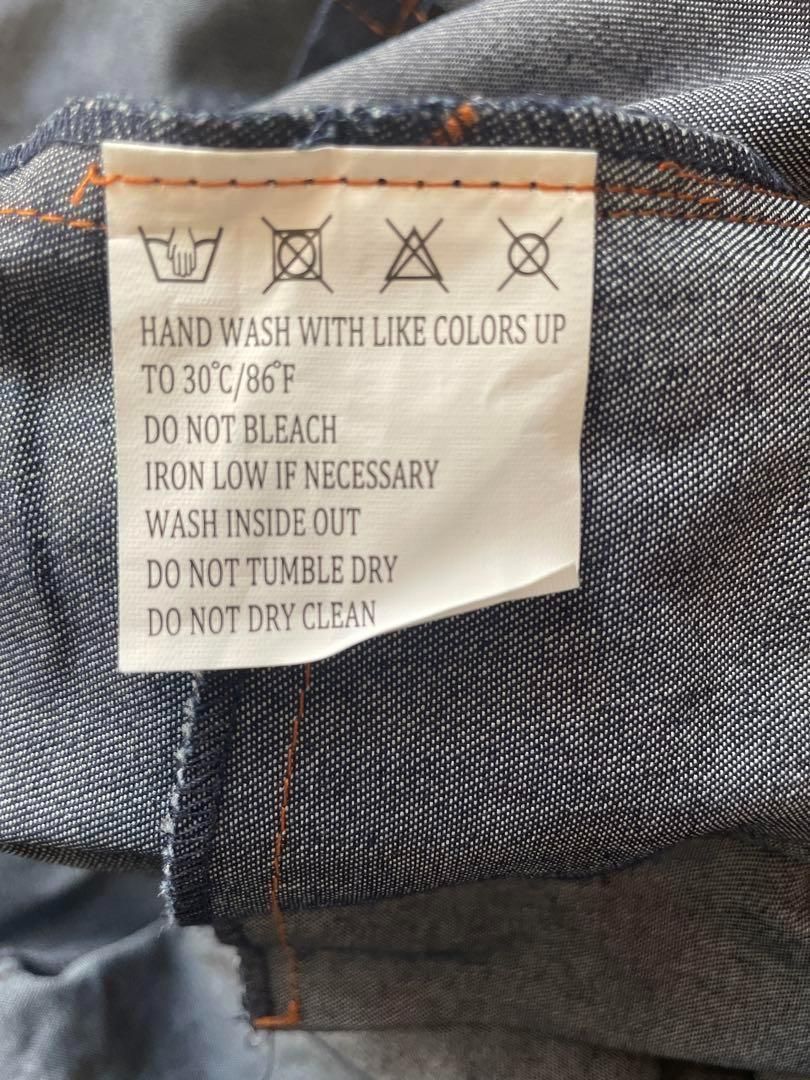 HAND WASH WITH LIKE COLORS UP
TO 30°C/86°F
DO NOT BLEACH
IRON LOW IF NECESSARY
WASH INSIDE OUT
DO NOT TUMBLE DRY
DO NOT DRY CLEAN